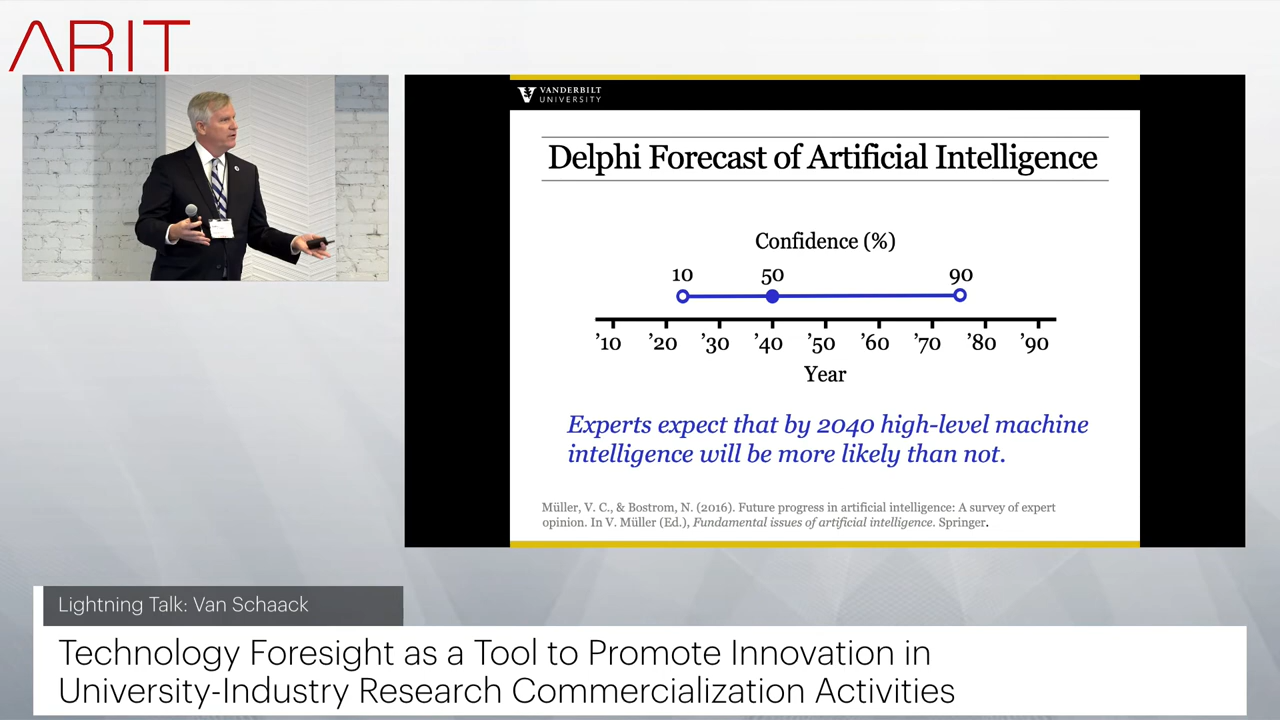 ARIT
VANDERBILT
UNIVERSITY
Delphi Forecast of Artificial Intelligence
Confidence (%)
10 50 90
’10 ’20 ’30 ’40 ’50 ’60 ’70 ’80 ’90
Year
Experts expect that by 2040 high-level machine
intelligence will be more likely than not.
Müller, V. C., & Bostrom, N. (2016). Future progress in artificial intelligence: A survey of expert
opinion. In V. Müller (Ed.), Fundamental issues of artificial intelligence. Springer.
Lightning Talk: Van Schaack
Technology Foresight as a Tool to Promote Innovation in
University-Industry Research Commercialization Activities